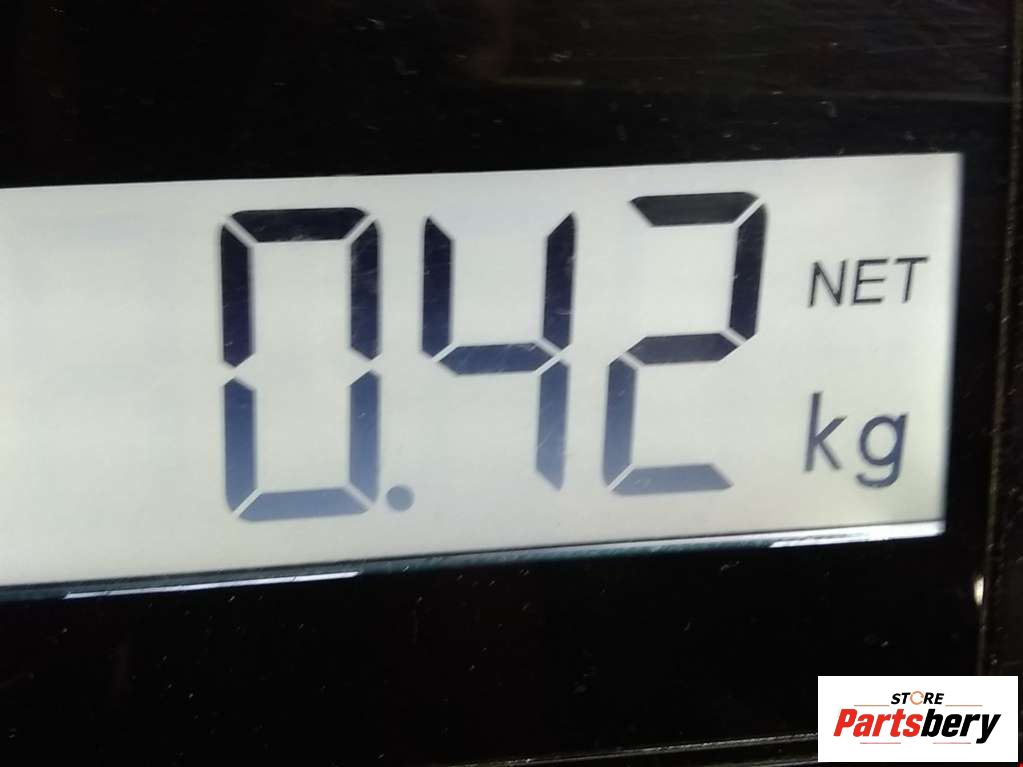 0.42 NET
kg
STORE
Partsbery